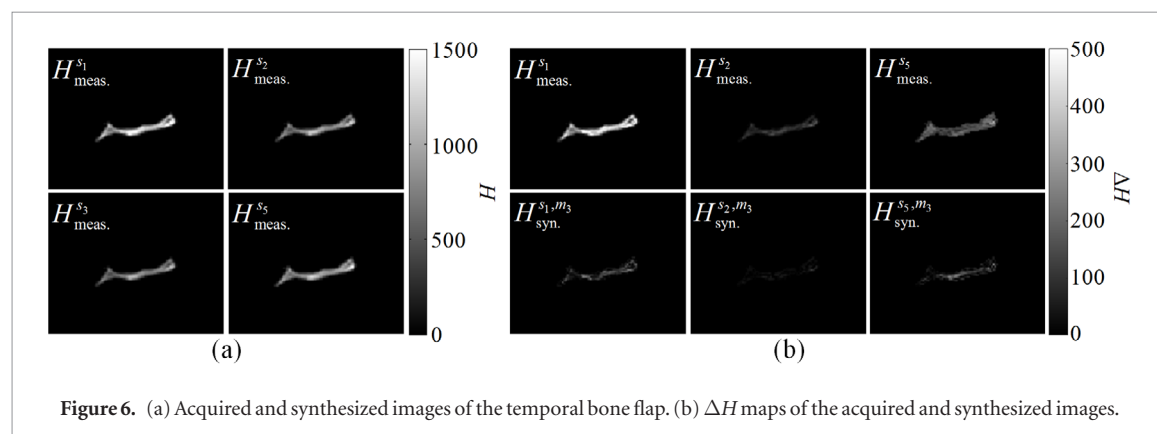 H^{s_1}_{meas.} H^{s_2}_{meas.}
H^{s_3}_{meas.} H^{s_5}_{meas.}
1500
1000
500
0
H
(a)
H^{s_1}_{meas.} H^{s_2}_{meas.} H^{s_5}_{meas.}
H^{s_1,m_3}_{syn.} H^{s_2,m_3}_{syn.} H^{s_5,m_3}_{syn.}
500
400
300
200
100
0
ΔH
(b)
Figure 6. (a) Acquired and synthesized images of the temporal bone flap. (b) ΔH maps of the acquired and synthesized images.